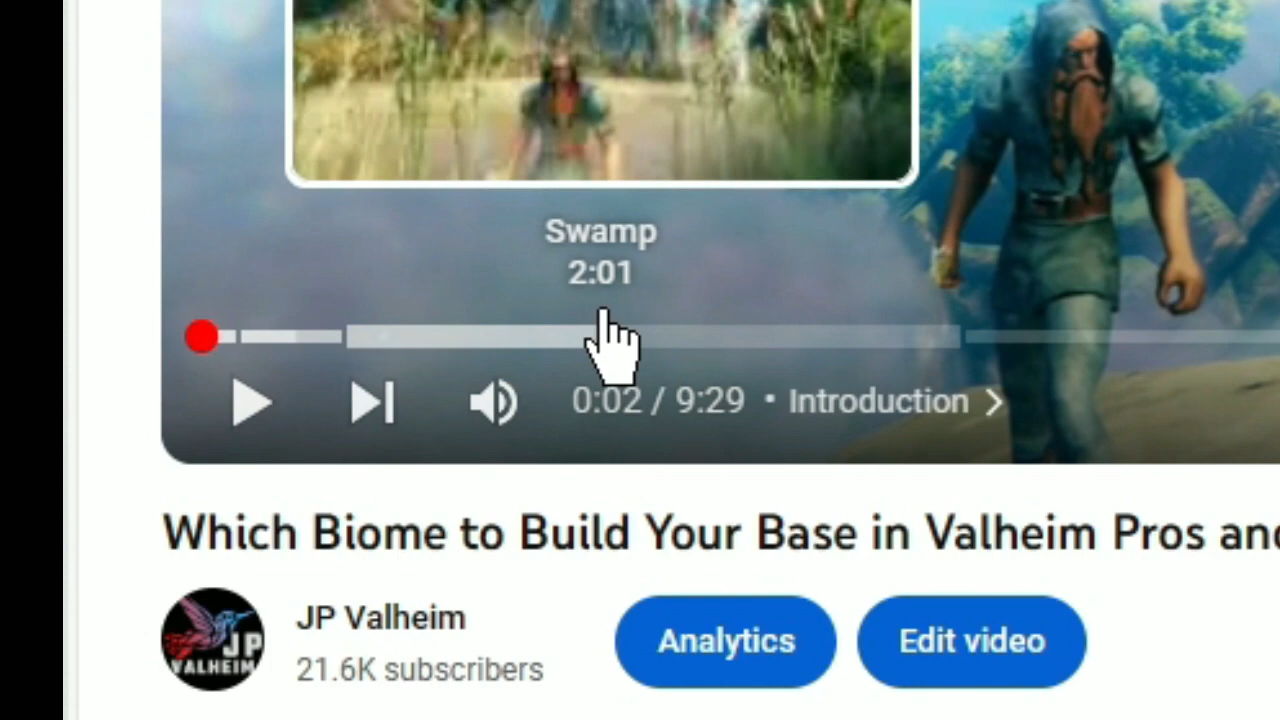 Swamp
2:01
0:02 / 9:29 • Introduction
Which Biome to Build Your Base in Valheim Pros and
JP Valheim
21.6K subscribers
JP
VALHEIM
Analytics
Edit video